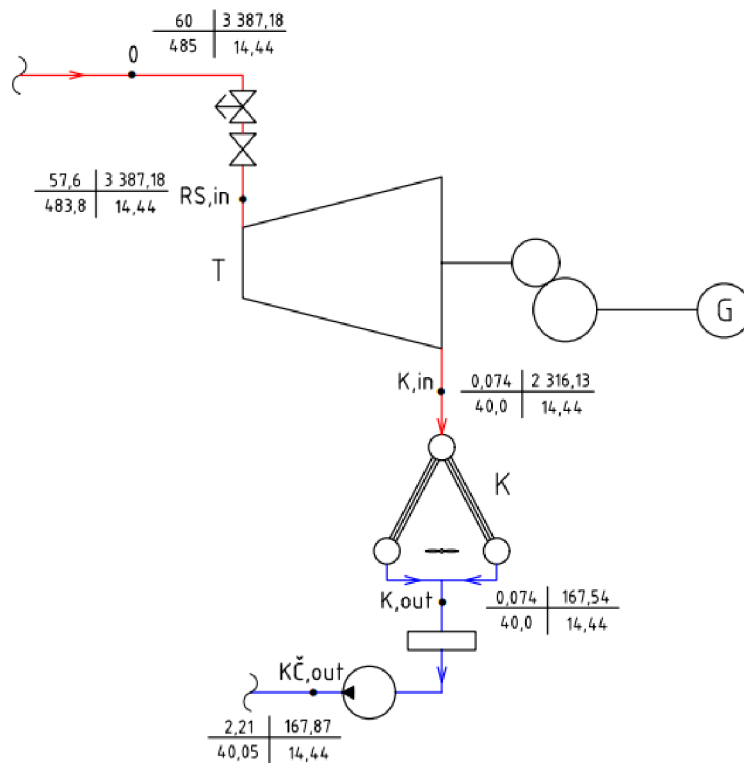 60 3 387,18
485 14,44
0
57,6 3 387,18
483,8 14,44
RS,in
T
G
K,in
0,074 2 316,13
40,0 14,44
K
K,out
0,074 167,54
40,0 14,44
KČ,out
2,21 167,87
40,05 14,44